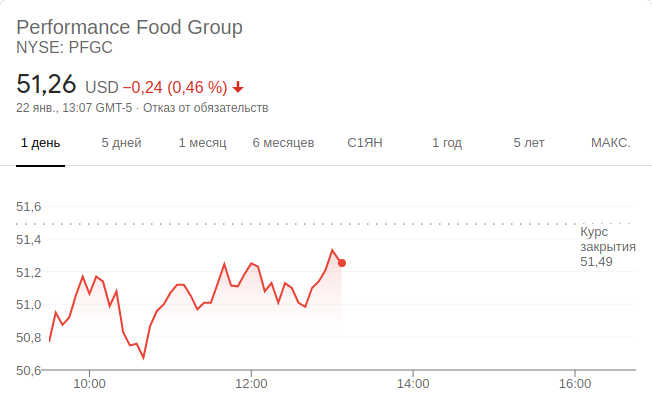 Performance Food Group
NYSE: PFGC
51,26 USD −0,24 (0,46 %)
22 янв., 13:07 GMT-5 · Отказ от обязательств
1 день 5 дней 1 месяц 6 месяцев С1ЯН 1 год 5 лет МАКС.
51,6
51,4
51,2
51,0
50,8
50,6
Курс
закрытия
51,49
10:00 12:00 14:00 16:00